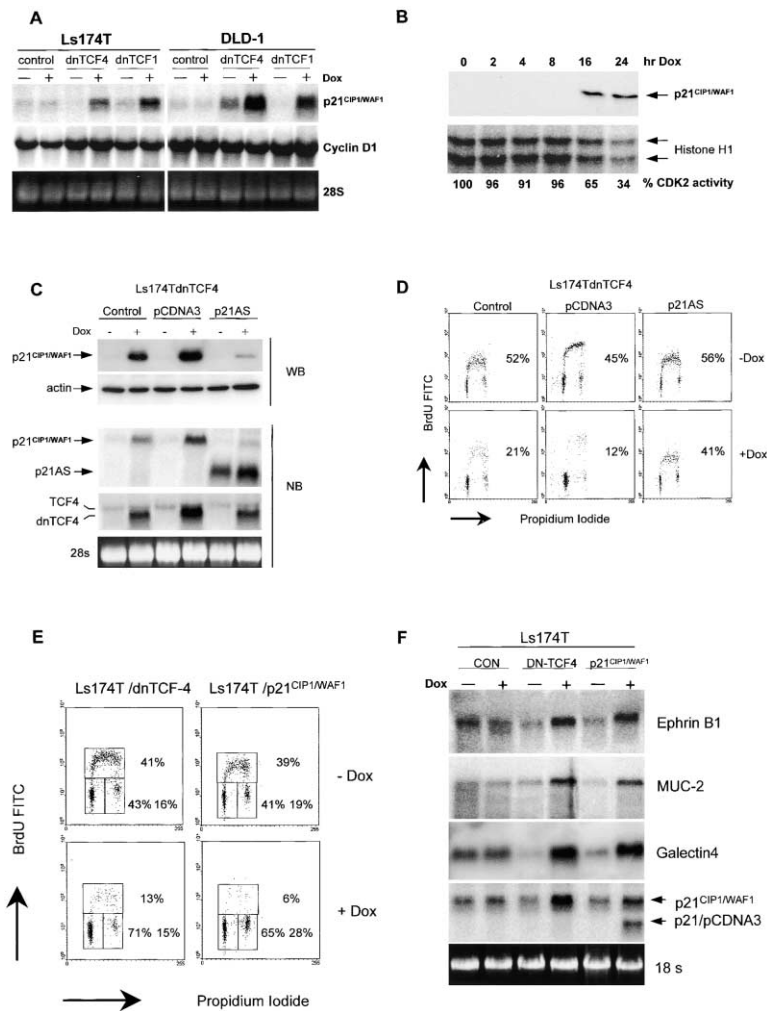 A
Ls174T DLD-1
control dnTCF4 dnTCF1 control dnTCF4 dnTCF1
— + — + — + — + — + — + Dox
p21CIP1/WAF1
Cyclin D1
28S
B
0 2 4 8 16 24 hr Dox
p21CIP1/WAF1
Histone H1
100 96 91 96 65 34 % CDK2 activity
C
Ls174TdnTCF4
Control pCDNA3 p21AS
Dox - + - + - +
p21CIP1/WAF1
actin
WB
p21CIP1/WAF1
p21AS
TCF4
dnTCF4
28s
NB
D
Ls174TdnTCF4
Control pCDNA3 p21AS
52% 45% 56% -Dox
21% 12% 41% +Dox
BrdU FITC
Propidium Iodide
E
Ls174T /dnTCF-4 Ls174T /p21CIP1/WAF1
41% 39%
- Dox
43% 16% 41% 19%
13% 6%
+ Dox
71% 15% 65% 28%
BrdU FITC
Propidium Iodide
F
Ls174T
CON DN-TCF4 p21CIP1/WAF1
Dox — + — + — +
Ephrin B1
MUC-2
Galectin4
p21CIP1/WAF1
p21/pCDNA3
18 s